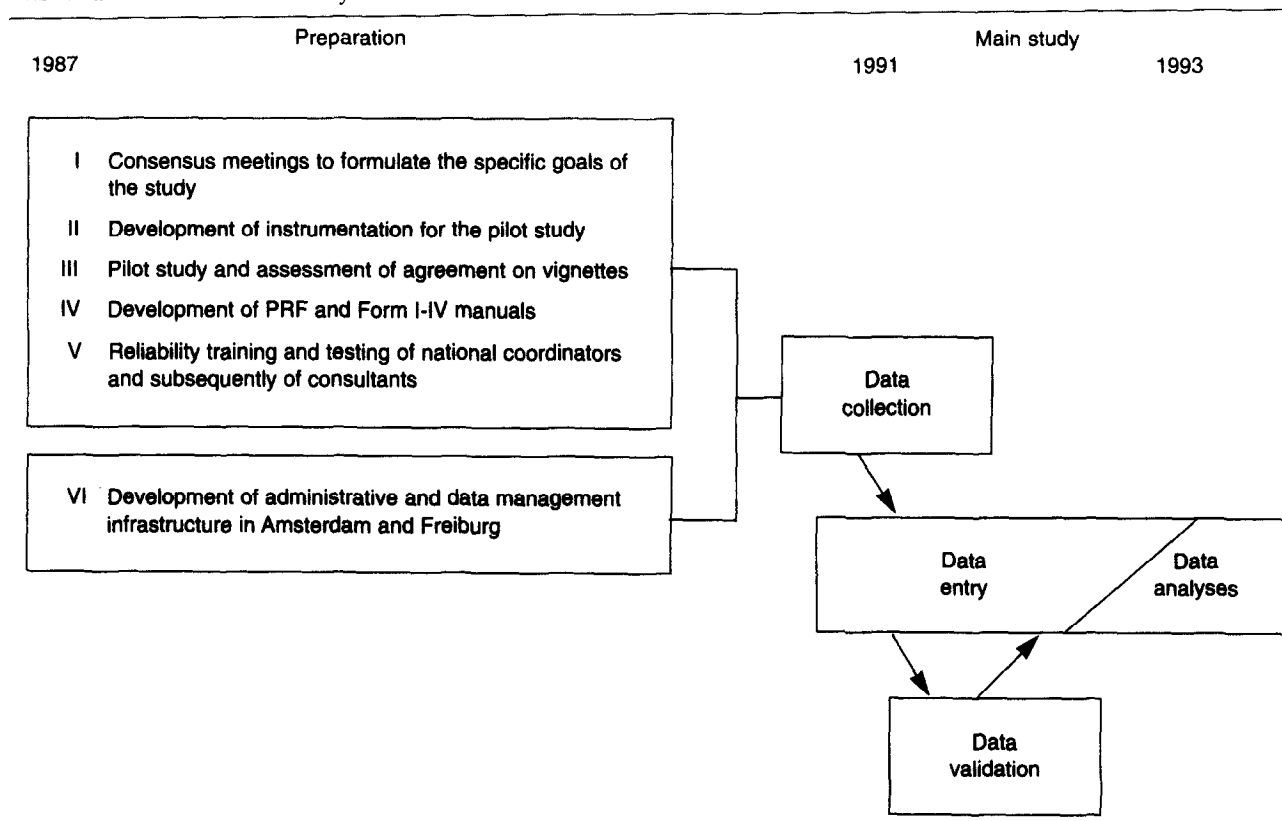 Preparation
Main study
1987
1991
1993
I Consensus meetings to formulate the specific goals of
the study
II Development of instrumentation for the pilot study
III Pilot study and assessment of agreement on vignettes
IV Development of PRF and Form I-IV manuals
V Reliability training and testing of national coordinators
and subsequently of consultants
VI Development of administrative and data management
infrastructure in Amsterdam and Freiburg
Data
collection
Data
entry
Data
analyses
Data
validation